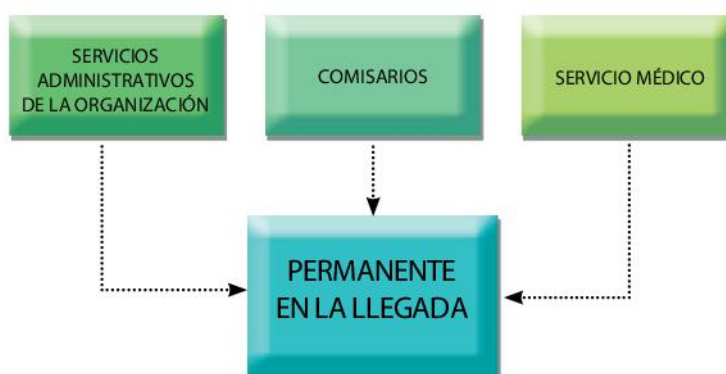 SERVICIOS
ADMINISTRATIVOS
DE LA ORGANIZACIÓN
COMISARIOS
SERVICIO MÉDICO
PERMANENTE
EN LA LLEGADA